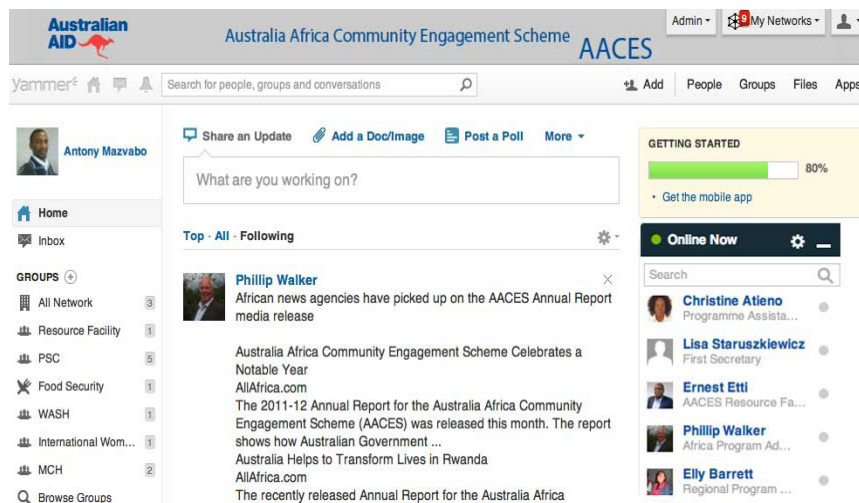 Australian
AID
Australia Africa Community Engagement Scheme AACES
Admin
9
My Networks
yammer
Search for people, groups and conversations
Add
People
Groups
Files
Apps
Antony Mazvabo
Home
Inbox
GROUPS
All Network 3
Resource Facility 1
PSC 5
Food Security 1
WASH 1
International Wom... 1
MCH 2
Browse Groups
Share an Update
Add a Doc/Image
Post a Poll
More
What are you working on?
Top · All · Following
Phillip Walker
African news agencies have picked up on the AACES Annual Report
media release
Australia Africa Community Engagement Scheme Celebrates a
Notable Year
AllAfrica.com
The 2011-12 Annual Report for the Australia Africa Community
Engagement Scheme (AACES) was released this month. The report
shows how Australian Government ...
Australia Helps to Transform Lives in Rwanda
AllAfrica.com
The recently released Annual Report for the Australia Africa
GETTING STARTED
80%
· Get the mobile app
Online Now
Search
Christine Atieno
Programme Assista...
Lisa Staruszkiewicz
First Secretary
Ernest Etti
AACES Resource Fa...
Phillip Walker
Africa Program Ad...
Elly Barrett
Regional Program ...